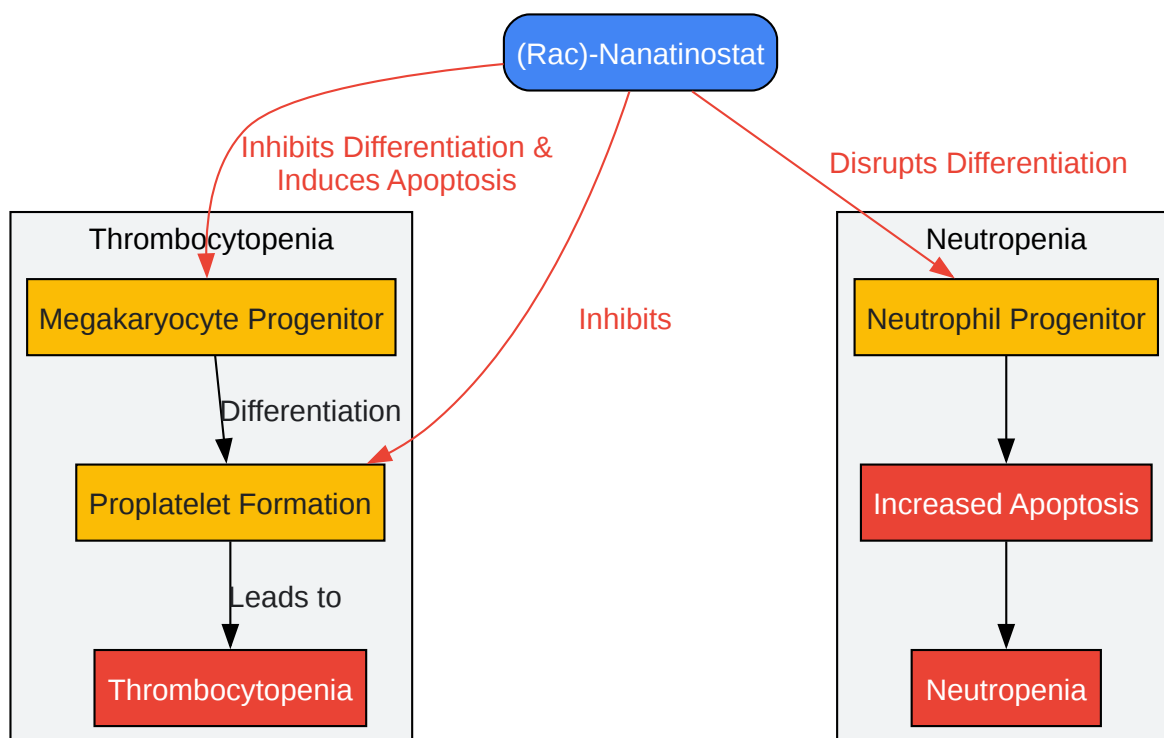 (Rac)-Nanatinostat
Inhibits Differentiation &
Induces Apoptosis
Disrupts Differentiation
Thrombocytopenia
Neutropenia
Megakaryocyte Progenitor
Inhibits
Neutrophil Progenitor
Differentiation
Proplatelet Formation
Increased Apoptosis
Leads to
Thrombocytopenia
Neutropenia